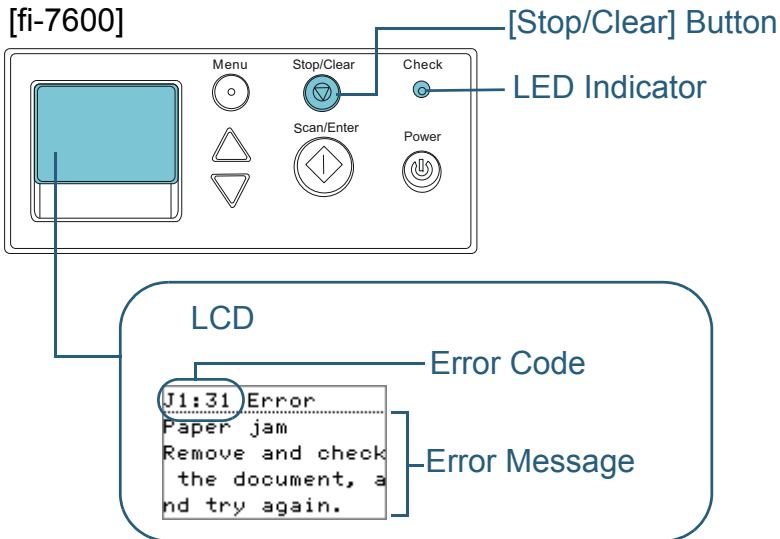 [fi-7600]
[Stop/Clear] Button
Menu
Stop/Clear
Check
LED Indicator
Scan/Enter
Power
LCD
Error Code
J1:31 Error
Paper jam
Remove and check
the document, a
nd try again.
Error Message